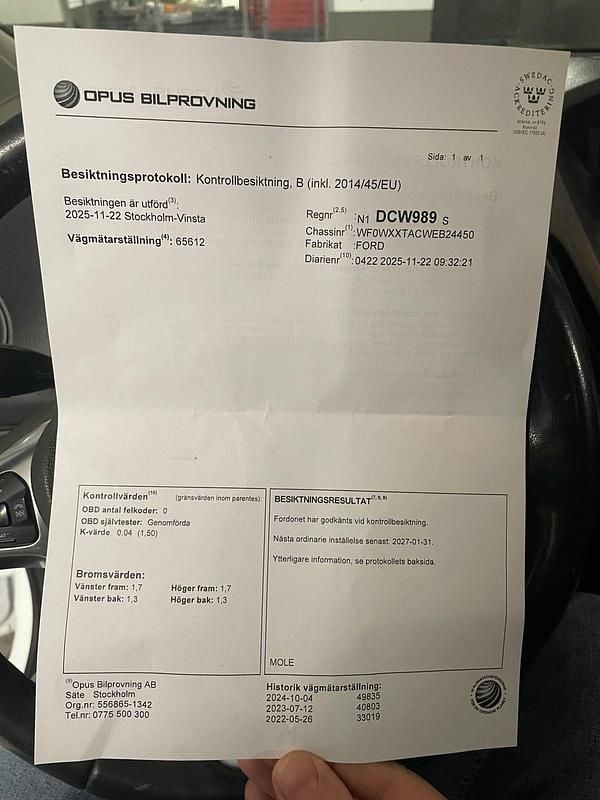 OPUS BILPROVNING
SWEDAC
ACKREDITERING
Sida: 1 av 1
Besiktningsprotokoll: Kontrollbesiktning, B (inkl. 2014/45/EU)
Besiktningen är utförd(3):
2025-11-22 Stockholm-Vinsta
Vägmätarställning(4): 65612
Regnr(2,5) :N1 DCW989 S
Chassinr(1):WF0WXXTACWEB24450
Fabrikat :FORD
Diarienr(10):0422 2025-11-22 09:32:21
Kontrollvärden(16) (gränsvärden inom parentes):
OBD antal felkoder: 0
OBD självtester: Genomförda
K-värde 0,04 (1,50)
Bromsvärden:
Vänster fram: 1,7 Höger fram: 1,7
Vänster bak: 1,3 Höger bak: 1,3
BESIKTNINGSRESULTAT(7, 8, 9)
Fordonet har godkänts vid kontrollbesiktning.
Nästa ordinarie inställelse senast: 2027-01-31.
Ytterligare information, se protokollets baksida.
MOLE
(9)Opus Bilprovning AB
Säte Stockholm
Org.nr: 556865-1342
Tel.nr: 0775 500 300
Historik vägmätarställning:
2024-10-04 49835
2023-07-12 40803
2022-05-26 33019